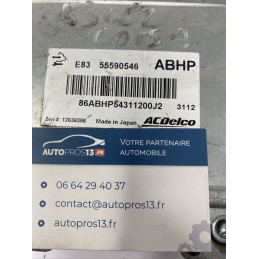 E83 55590546 ABHP
86ABHP54311200J2 3112
Serv # 12636386 Made in Japan ACDelco
AUTOPROS13.FR
VOTRE PARTENAIRE
AUTOMOBILE
06 64 29 40 37
contact@autopros13.fr
autopros13.fr